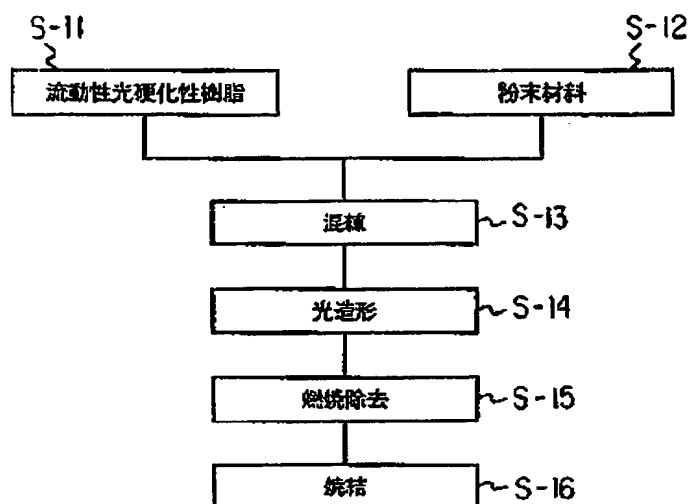 S-11
S-12
流動性光硬化性樹脂
粉末材料
混練
S-13
光造形
S-14
燃焼除去
S-15
焼結
S-16